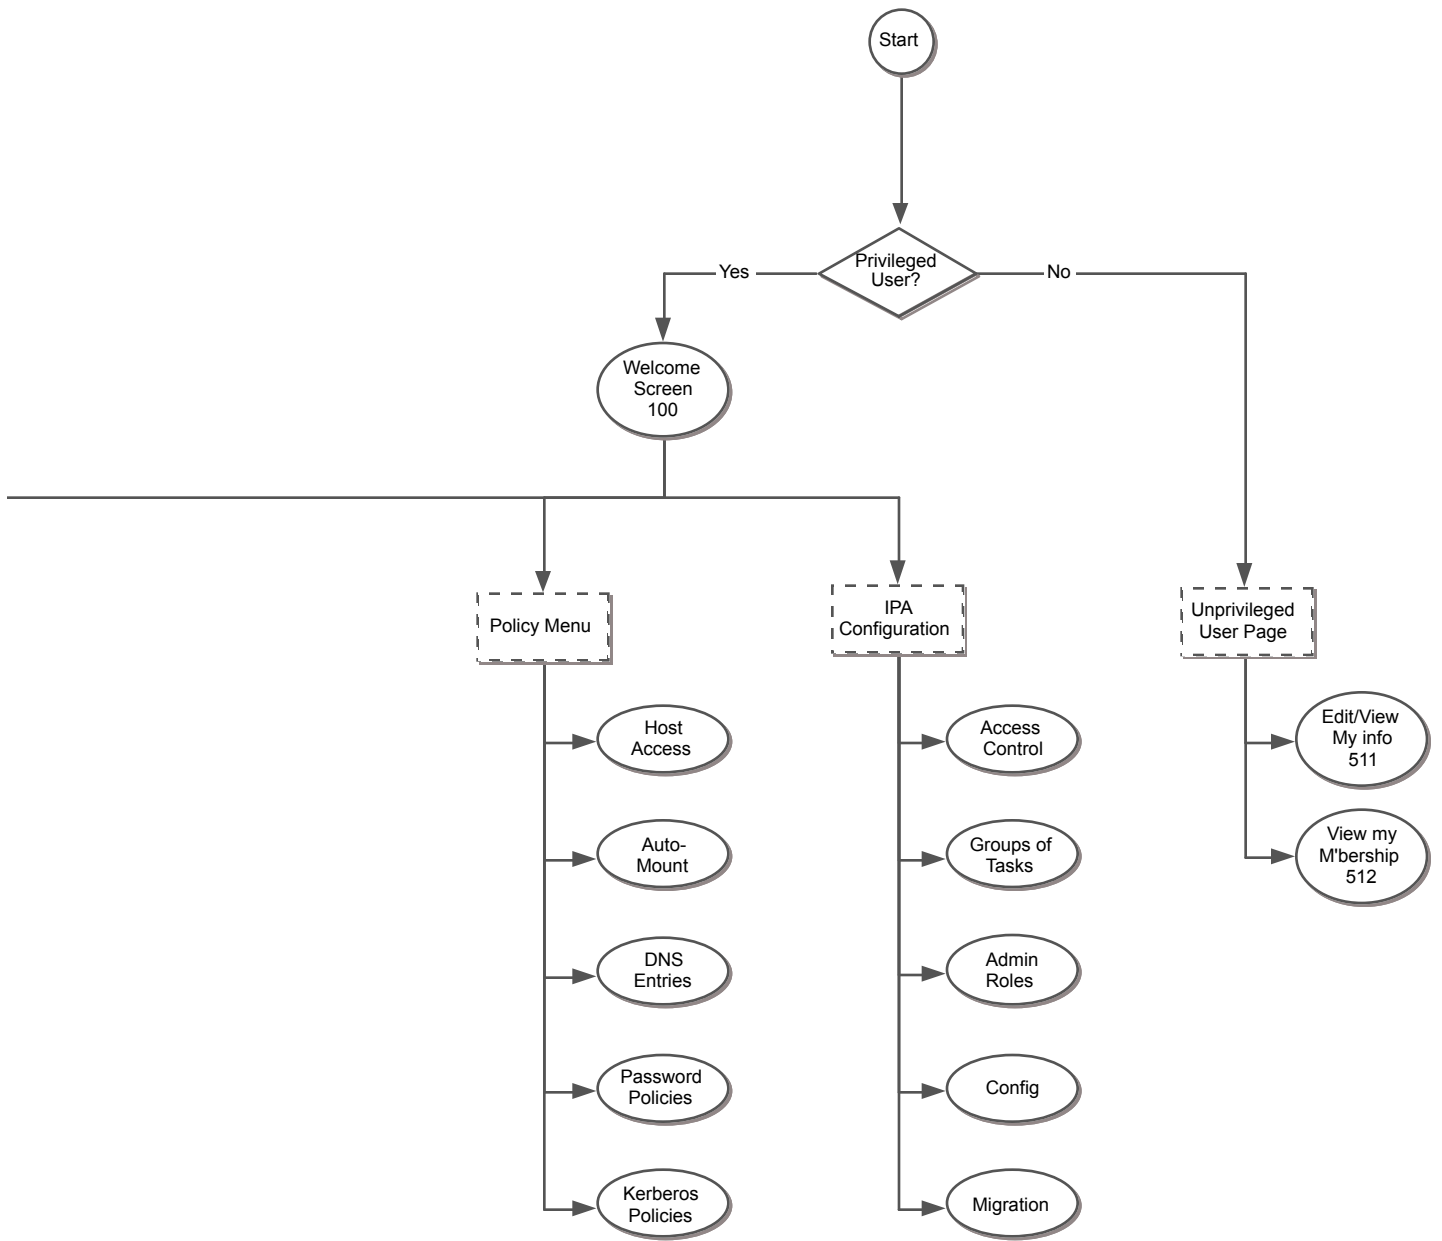 Start
Privileged
User?
Yes
No
Welcome
Screen
100
Policy Menu
IPA
Configuration
Unprivileged
User Page
Host
Access
Auto-
Mount
DNS
Entries
Password
Policies
Kerberos
Policies
Access
Control
Groups of
Tasks
Admin
Roles
Config
Migration
Edit/View
My info
511
View my
M'bership
512